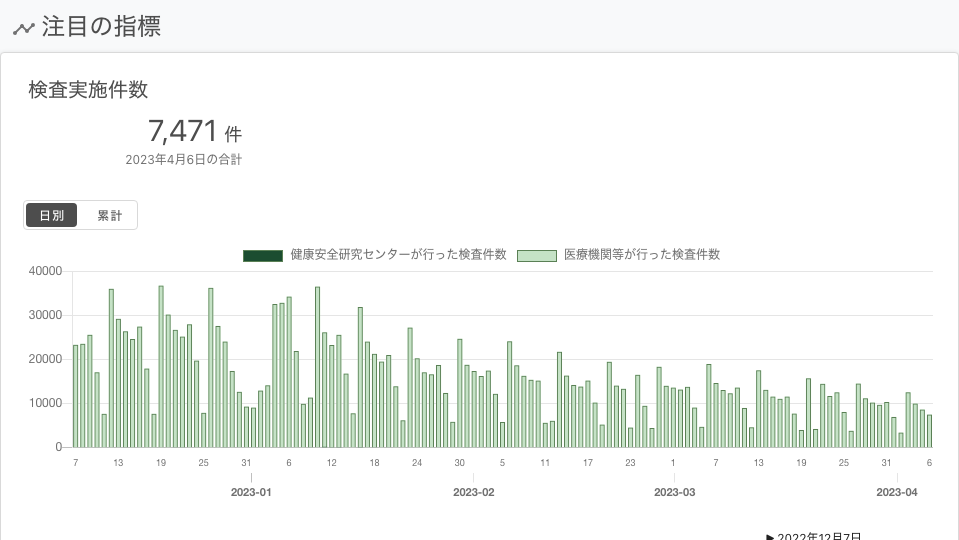 注目の指標
検査実施件数
7,471 件
2023年4月6日の合計
日別 累計
健康安全研究センターが行った検査件数 医療機関等が行った検査件数
40000
30000
20000
10000
0
7 13 19 25 31 6 12 18 24 30 5 11 17 23 1 7 13 19 25 31 6
2023-01 2023-02 2023-03 2023-04
▶ 2022年12月7日